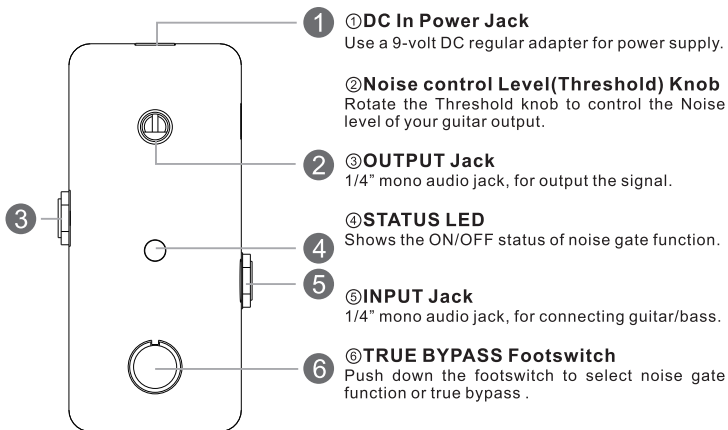 1
①DC In Power Jack
Use a 9-volt DC regular adapter for power supply.
②Noise control Level(Threshold) Knob
Rotate the Threshold knob to control the Noise
level of your guitar output.
2
③OUTPUT Jack
1/4” mono audio jack, for output the signal.
3
④STATUS LED
Shows the ON/OFF status of noise gate function.
4
5
⑤INPUT Jack
1/4” mono audio jack, for connecting guitar/bass.
6
⑥TRUE BYPASS Footswitch
Push down the footswitch to select noise gate
function or true bypass .